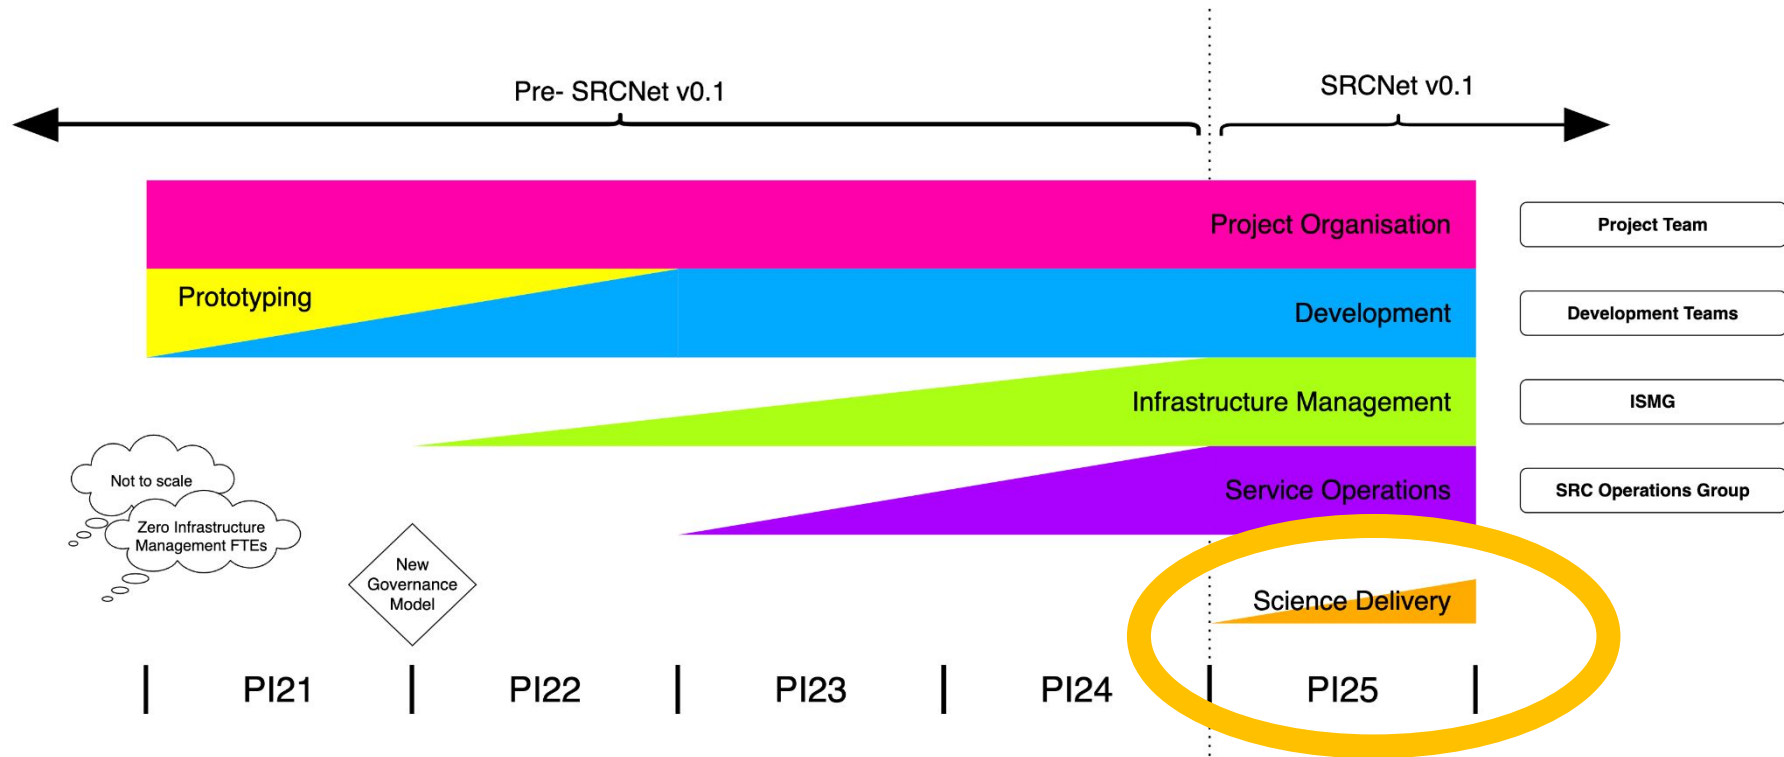 Pre- SRCNet v0.1
SRCNet v0.1
Project Organisation
Project Team
Prototyping
Development
Development Teams
Infrastructure Management
ISMG
Not to scale
Service Operations
SRC Operations Group
Zero Infrastructure
Management FTEs
New
Governance
Model
Science Delivery
PI21
PI22
PI23
PI24
PI25